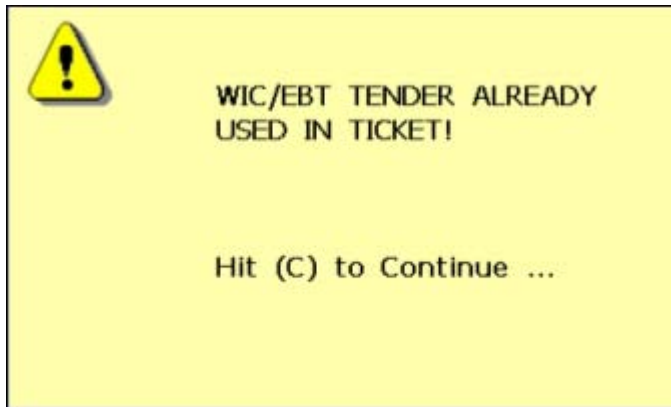 WIC/EBT TENDER ALREADY
USED IN TICKET!
Hit (C) to Continue ...